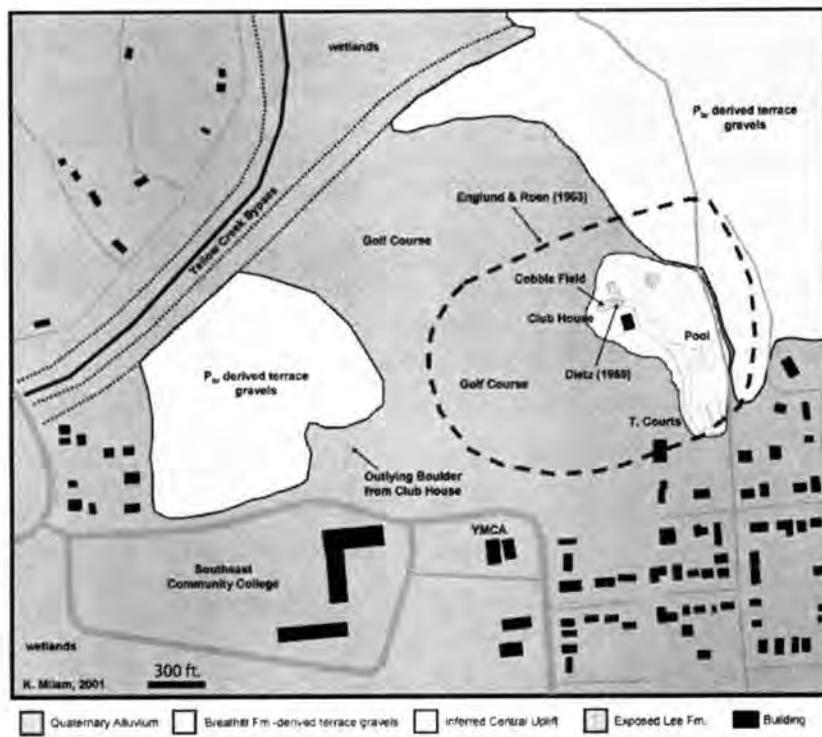 wetlands
P_br derived terrace
gravels
Englund & Roen (1963)
Yellow Creek Bypass
Golf Course
Cobble Field
Club House
Pool
P_br derived terrace
gravels
Golf Course
Dietz (1966)
T. Courts
Outlying Boulder
from Club House
YMCA
Southeast
Community College
wetlands
K. Milam, 2001
300 ft.
Quaternary Alluvium
Breathitt Fm.-derived terrace gravels
Inferred Central Uplift
Exposed Lee Fm.
Building